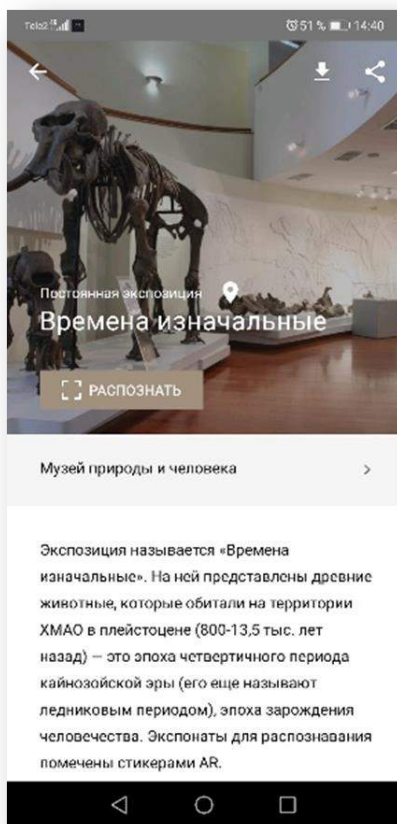 Tele2 51 % 14:40
Постоянная экспозиция
Времена изначальные
РАСПОЗНАТЬ
Музей природы и человека
Экспозиция называется «Времена
изначальные». На ней представлены древние
животные, которые обитали на территории
ХМАО в плейстоцене (800-13,5 тыс. лет
назад) — это эпоха четвертичного периода
кайнозойской эры (его еще называют
ледниковым периодом), эпоха зарождения
человечества. Экспонаты для распознавания
помечены стикерами AR.